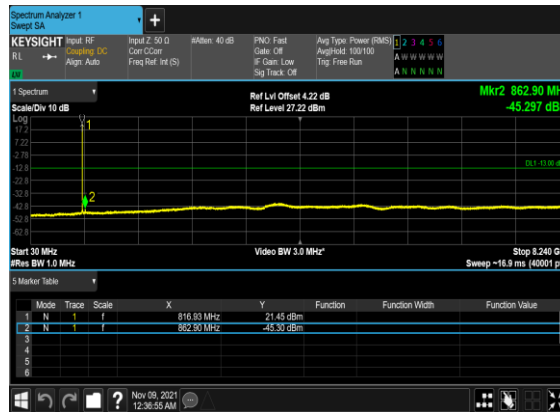 Spectrum Analyzer 1
Swept SA
+
KEYSIGHT Input: RF Input Z: 50 Ω #Atten: 40 dB PNO: Fast Avg Type: Power (RMS) 1 2 3 4 5 6
RL Coupling: DC Corr CCorr Gate: Off Avg|Hold: 100/100 A W W W W W
Align: Auto Freq Ref: Int (S) IF Gain: Low Trig: Free Run
Sig Track: Off A N N N N N
1 Spectrum
Scale/Div 10 dB
Ref Lvl Offset 4.22 dB
Ref Level 27.22 dBm
Mkr2 862.90 MH
-45.297 dB
Log
17.2
7.22
-2.78
-12.8
-22.8
-32.8
-42.8
-52.8
-62.8
1
2
DL1 -13.00 d
Start 30 MHz Video BW 3.0 MHz* Stop 8.240 G
#Res BW 1.0 MHz Sweep ~16.9 ms (40001 p
5 Marker Table
Mode Trace Scale X Y Function Function Width Function Value
1 N 1 f 816.93 MHz 21.45 dBm
2 N 1 f 862.90 MHz -45.30 dBm
3
4
5
6
?
Nov 09, 2021
12:36:55 AM